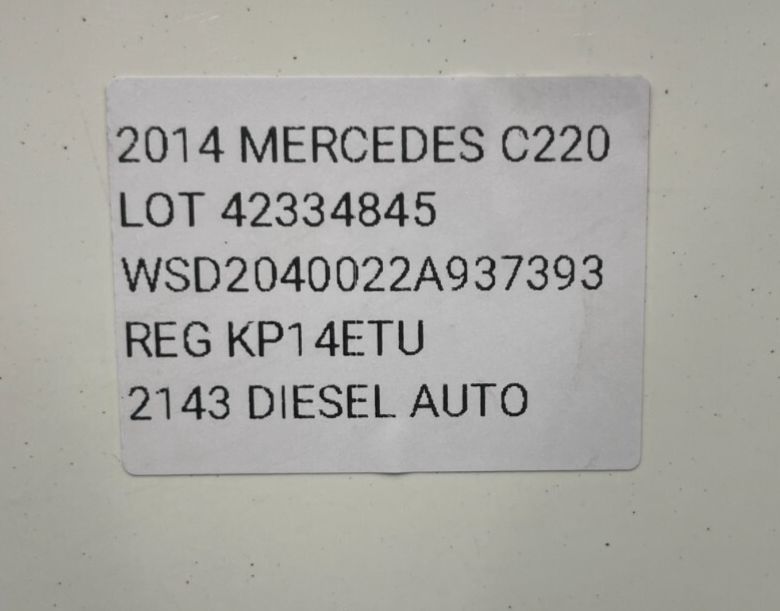 2014 MERCEDES C220
LOT 42334845
WSD2040022A937393
REG KP14ETU
2143 DIESEL AUTO